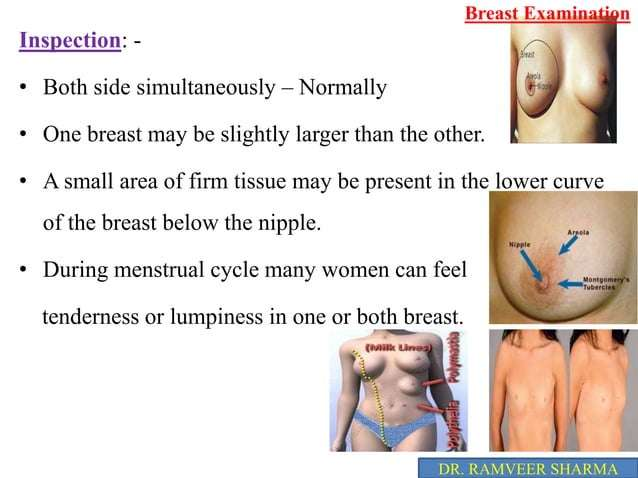 Breast Examination
Inspection: -
• Both side simultaneously – Normally
• One breast may be slightly larger than the other.
• A small area of firm tissue may be present in the lower curve
of the breast below the nipple.
• During menstrual cycle many women can feel
tenderness or lumpiness in one or both breast.
Breast
Areola
Nipple
Areola
Nipple
Montgomery's
Tubercles
(Milk Lines)
Polymastia
Polythelia
DR. RAMVEER SHARMA